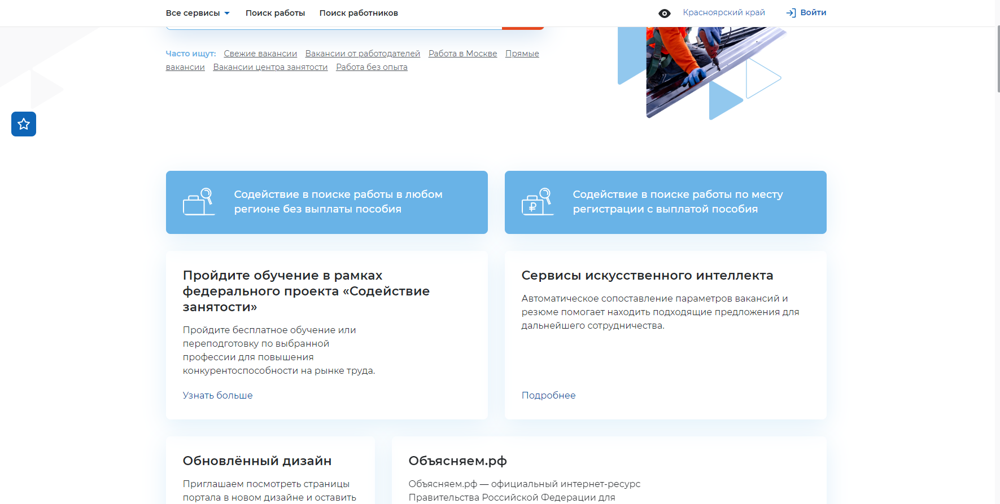 Все сервисы Поиск работы Поиск работников Красноярский край Войти
Часто ищут: Свежие вакансии Вакансии от работодателей Работа в Москве Прямые
вакансии Вакансии центра занятости Работа без опыта
Содействие в поиске работы в любом
регионе без выплаты пособия
Содействие в поиске работы по месту
регистрации с выплатой пособия
Пройдите обучение в рамках
федерального проекта «Содействие
занятости»
Пройдите бесплатное обучение или
переподготовку по выбранной
профессии для повышения
конкурентоспособности на рынке труда.
Узнать больше
Сервисы искусственного интеллекта
Автоматическое сопоставление параметров вакансий и
резюме помогает находить подходящие предложения для
дальнейшего сотрудничества.
Подробнее
Обновлённый дизайн
Приглашаем посмотреть страницы
портала в новом дизайне и оставить
Объясняем.рф
Объясняем.рф — официальный интернет-ресурс
Правительства Российской Федерации для